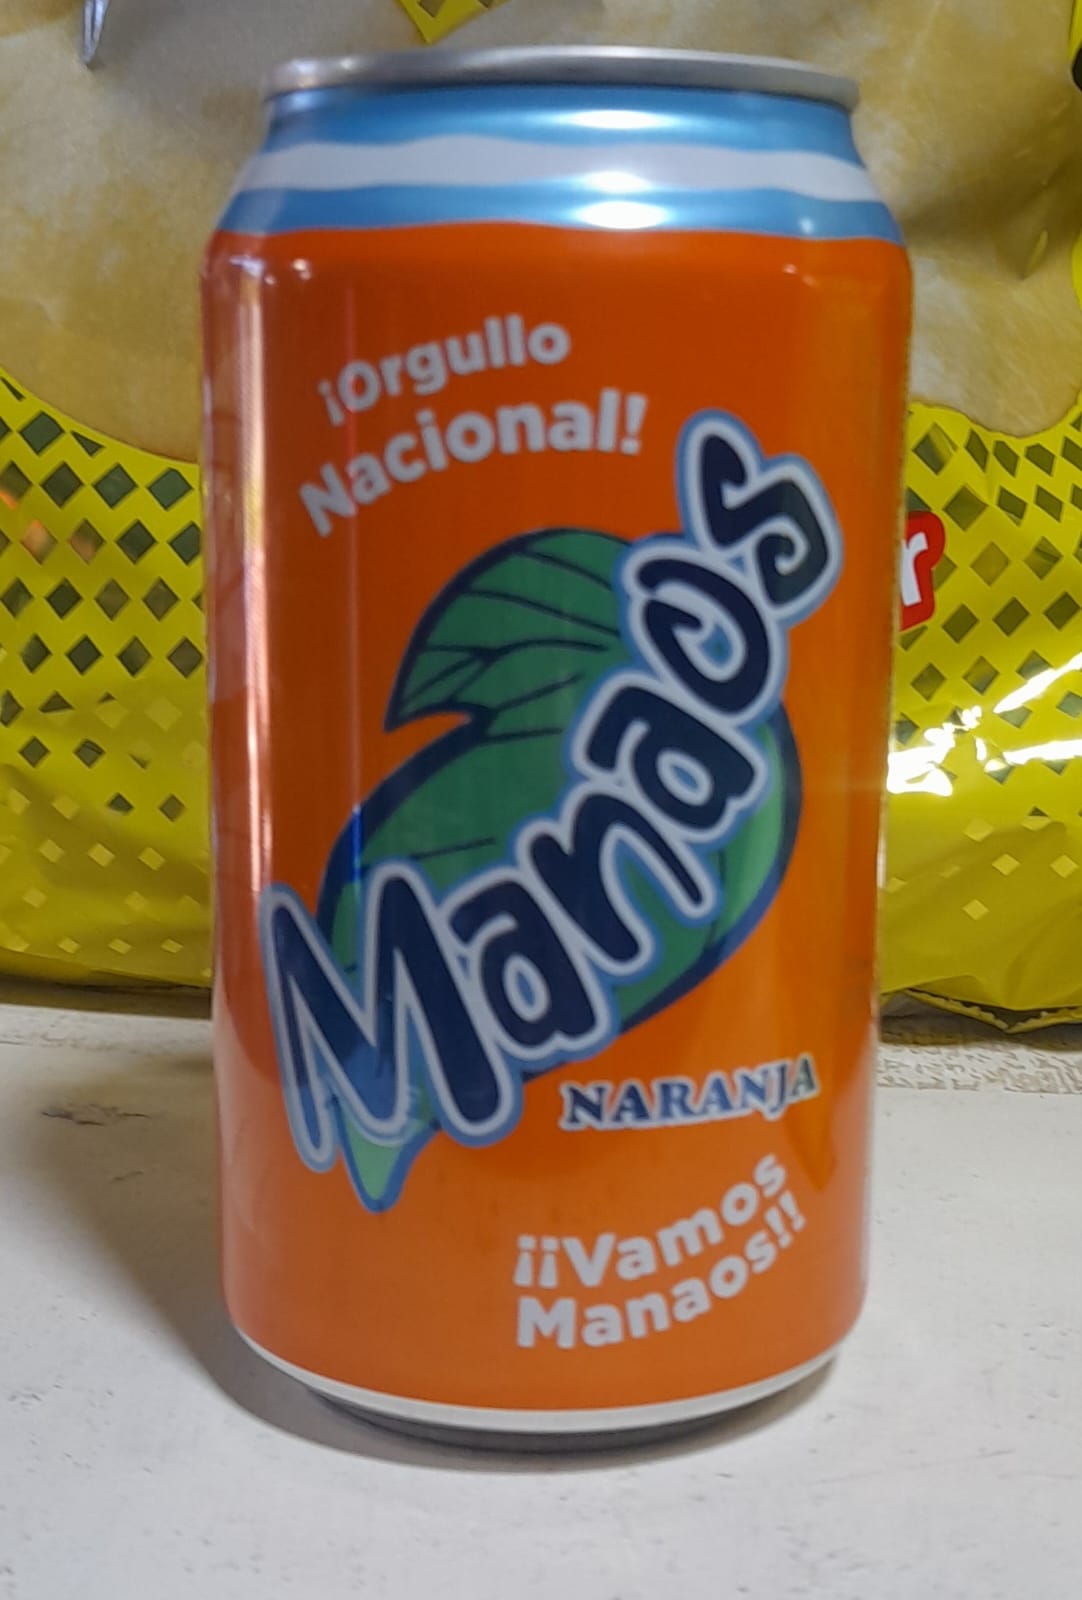 ¡Orgullo
Nacional!
Manaos
NARANJA
¡¡Vamos
Manaos!!